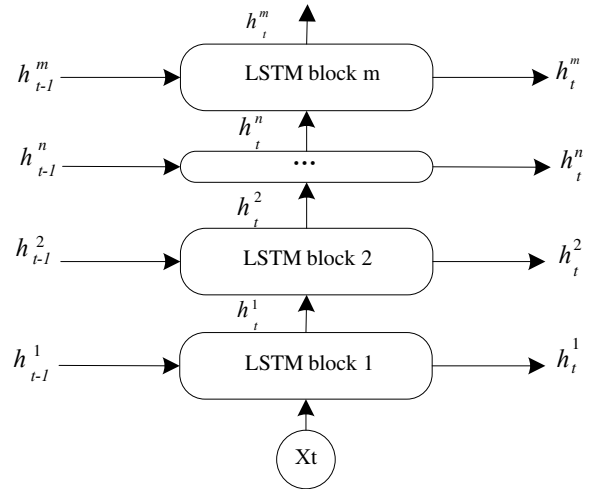 h_t^m
h_{t-1}^m LSTM block m h_t^m
h_t^n
h_{t-1}^n ... h_t^n
h_t^2
h_{t-1}^2 LSTM block 2 h_t^2
h_t^1
h_{t-1}^1 LSTM block 1 h_t^1
Xt